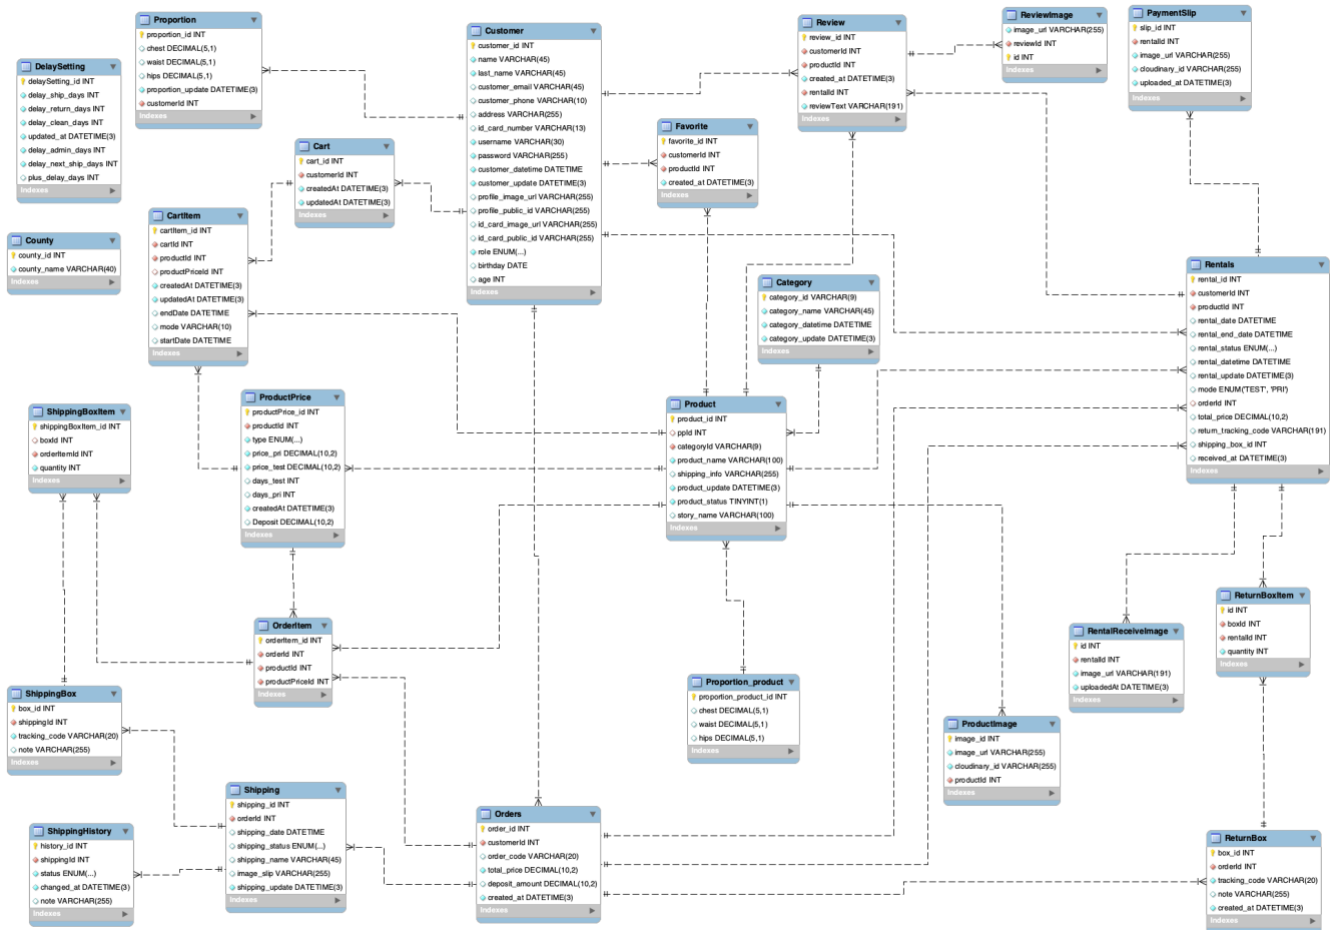 Proportion
proportion_id INT
chest DECIMAL(5,1)
waist DECIMAL(5,1)
hips DECIMAL(5,1)
proportion_update DATETIME(3)
customerId INT
Indexes
DelaySetting
delaySetting_id INT
delay_ship_days INT
delay_return_days INT
delay_clean_days INT
updated_at DATETIME(3)
delay_admin_days INT
delay_next_ship_days INT
plus_delay_days INT
Indexes
County
county_id INT
county_name VARCHAR(40)
Indexes
Cart
cart_id INT
customerId INT
createdAt DATETIME(3)
updatedAt DATETIME(3)
Indexes
CartItem
cartItem_id INT
cartId INT
productId INT
productPriceId INT
createdAt DATETIME(3)
updatedAt DATETIME(3)
endDate DATETIME
mode VARCHAR(10)
startDate DATETIME
Indexes
Customer
customer_id INT
name VARCHAR(45)
last_name VARCHAR(45)
customer_email VARCHAR(45)
customer_phone VARCHAR(10)
address VARCHAR(255)
id_card_number VARCHAR(13)
username VARCHAR(30)
password VARCHAR(255)
customer_datetime DATETIME
customer_update DATETIME(3)
profile_image_url VARCHAR(255)
profile_public_id VARCHAR(255)
id_card_image_url VARCHAR(255)
id_card_public_id VARCHAR(255)
role ENUM(...)
birthday DATE
age INT
Indexes
Favorite
favorite_id INT
customerId INT
productId INT
created_at DATETIME(3)
Indexes
Review
review_id INT
customerId INT
productId INT
created_at DATETIME(3)
rentalId INT
reviewText VARCHAR(191)
Indexes
ReviewImage
image_url VARCHAR(255)
reviewId INT
id INT
Indexes
PaymentSlip
slip_id INT
rentalId INT
image_url VARCHAR(255)
cloudinary_id VARCHAR(255)
uploaded_at DATETIME(3)
Indexes
Category
category_id VARCHAR(9)
category_name VARCHAR(45)
category_datetime DATETIME
category_update DATETIME(3)
Indexes
Rentals
rental_id INT
customerId INT
productId INT
rental_date DATETIME
rental_end_date DATETIME
rental_status ENUM(...)
rental_datetime DATETIME
rental_update DATETIME(3)
mode ENUM('TEST', 'PRI')
orderId INT
total_price DECIMAL(10,2)
return_tracking_code VARCHAR(191)
shipping_box_id INT
received_at DATETIME(3)
Indexes
ShippingBoxItem
shippingBoxItem_id INT
boxId INT
orderItemId INT
quantity INT
Indexes
ProductPrice
productPrice_id INT
productId INT
type ENUM(...)
price_pri DECIMAL(10,2)
price_test DECIMAL(10,2)
days_test INT
days_pri INT
createdAt DATETIME(3)
Deposit DECIMAL(10,2)
Indexes
Product
product_id INT
ppId INT
categoryId VARCHAR(9)
product_name VARCHAR(100)
shipping_info VARCHAR(255)
product_update DATETIME(3)
product_status TINYINT(1)
story_name VARCHAR(100)
Indexes
OrderItem
orderItem_id INT
orderId INT
productId INT
productPriceId INT
Indexes
Proportion_product
proportion_product_id INT
chest DECIMAL(5,1)
waist DECIMAL(5,1)
hips DECIMAL(5,1)
Indexes
RentalReceiveImage
id INT
rentalId INT
image_url VARCHAR(191)
uploadedAt DATETIME(3)
Indexes
ReturnBoxItem
id INT
boxId INT
rentalId INT
quantity INT
Indexes
ProductImage
image_id INT
image_url VARCHAR(255)
cloudinary_id VARCHAR(255)
productId INT
Indexes
ShippingBox
box_id INT
shippingId INT
tracking_code VARCHAR(20)
note VARCHAR(255)
Indexes
Shipping
shipping_id INT
orderId INT
shipping_date DATETIME
shipping_status ENUM(...)
shipping_name VARCHAR(45)
image_slip VARCHAR(255)
shipping_update DATETIME(3)
Indexes
ShippingHistory
history_id INT
shippingId INT
status ENUM(...)
changed_at DATETIME(3)
note VARCHAR(255)
Indexes
Orders
order_id INT
customerId INT
order_code VARCHAR(20)
total_price DECIMAL(10,2)
deposit_amount DECIMAL(10,2)
created_at DATETIME(3)
Indexes
ReturnBox
box_id INT
orderId INT
tracking_code VARCHAR(20)
note VARCHAR(255)
created_at DATETIME(3)
Indexes